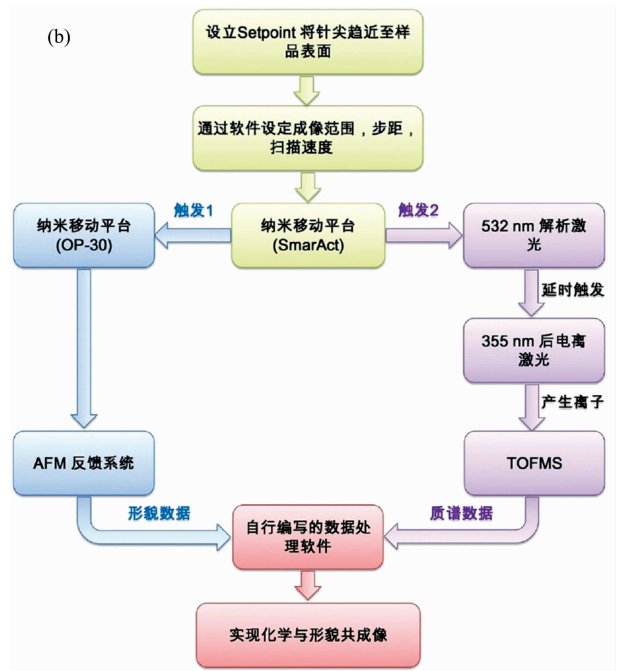 (b)
设立Setpoint 将针尖趋近至样
品表面
通过软件设定成像范围，步距，
扫描速度
触发1
触发2
纳米移动平台
(OP-30)
纳米移动平台
(SmarAct)
532 nm 解析激
光
延时触发
355 nm 后电离
激光
产生离子
AFM 反馈系统
TOFMS
形貌数据
质谱数据
自行编写的数据处
理软件
实现化学与形貌共成像